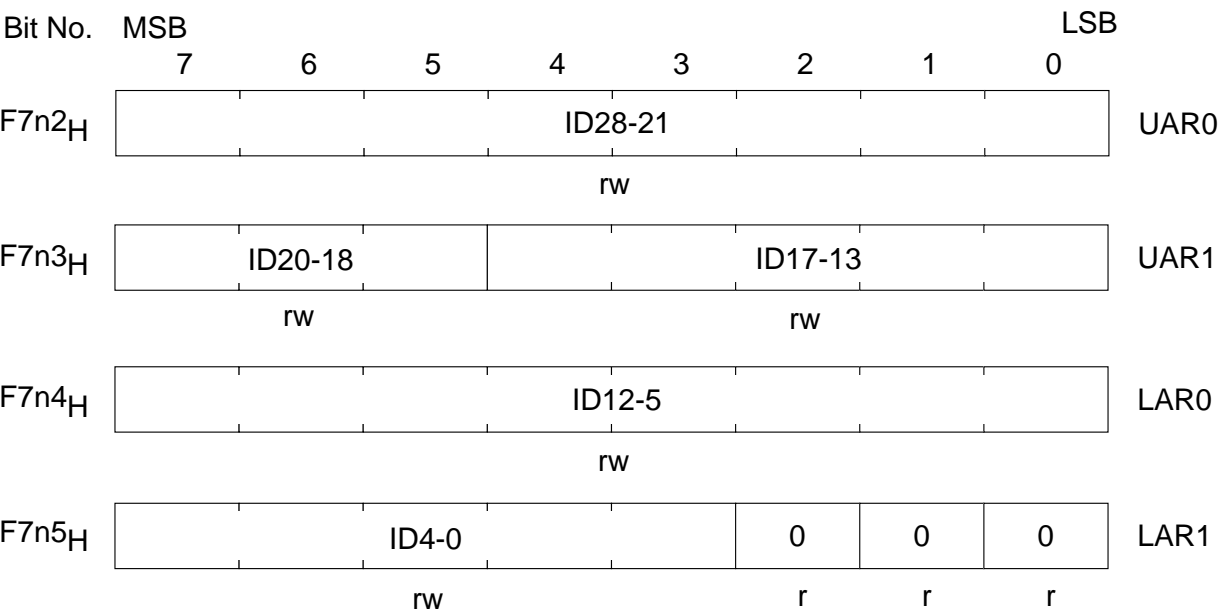 Bit No. MSB LSB
7 6 5 4 3 2 1 0
F7n2H ID28-21 UAR0
rw
F7n3H ID20-18 ID17-13 UAR1
rw rw
F7n4H ID12-5 LAR0
rw
F7n5H ID4-0 0 0 0 LAR1
rw r r r